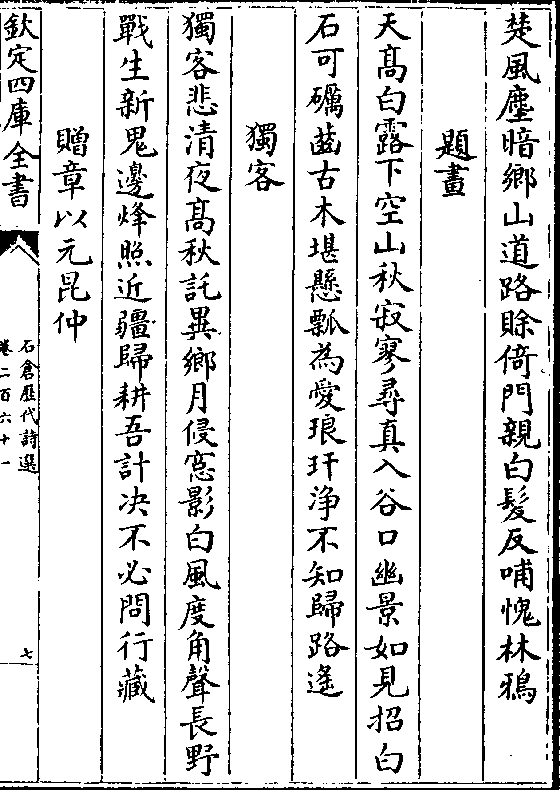 楚風塵暗鄉山道路賒倚門親白髮反哺愧林鴉
題畫
天髙白露下空山秋寂寥尋真入谷口幽景如見招白
石可礪齒古木堪懸瓢為愛琅玕淨不知歸路遙
獨客
獨客悲清夜髙秋託異鄉月侵窓影白風度角聲長野
戰生新鬼邊烽照近疆歸耕吾計决不必問行藏
贈章以元昆仲
欽定四庫全書
石倉歷代詩選
卷二百六十一
七